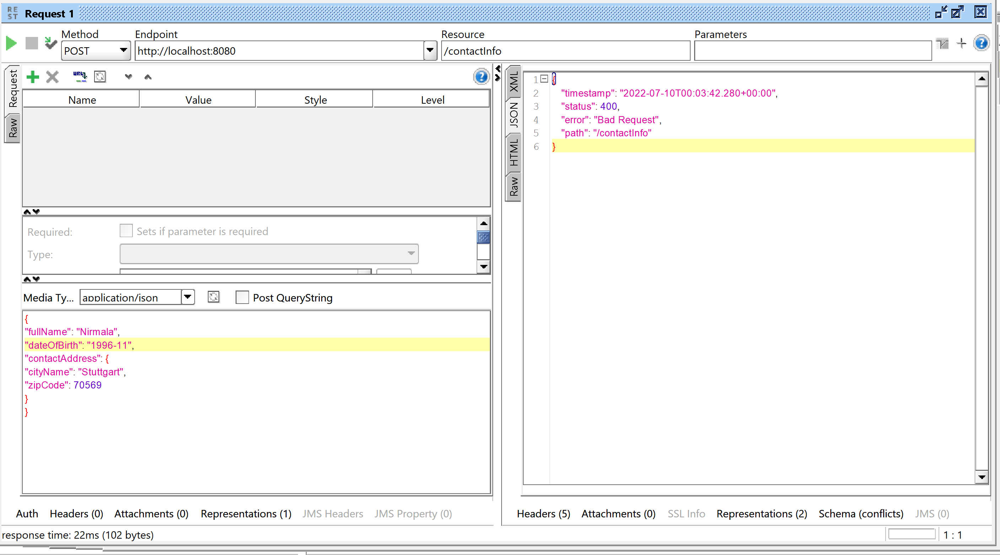 RE
ST
Request 1
Method
Endpoint
Resource
Parameters
POST
http://localhost:8080
/contactInfo
Request
Raw
Name
Value
Style
Level
Required:
Sets if parameter is required
Type:
Media Ty...
application/json
Post QueryString
{
"fullName": "Nirmala",
"dateOfBirth": "1996-11",
"contactAddress": {
"cityName": "Stuttgart",
"zipCode": 70569
}
}
Auth
Headers (0)
Attachments (0)
Representations (1)
JMS Headers
JMS Property (0)
XML
JSON
HTML
Raw
1 {
2 "timestamp": "2022-07-10T00:03:42.280+00:00",
3 "status": 400,
4 "error": "Bad Request",
5 "path": "/contactInfo"
6 }
Headers (5)
Attachments (0)
SSL Info
Representations (2)
Schema (conflicts)
JMS (0)
response time: 22ms (102 bytes)
1 : 1